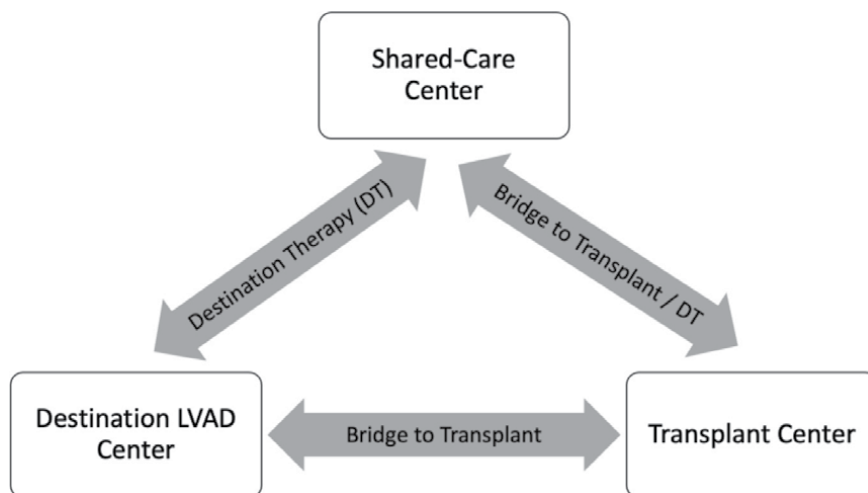 Shared-Care
Center
Destination Therapy (DT)
Bridge to Transplant / DT
Destination LVAD
Center
Bridge to Transplant
Transplant Center